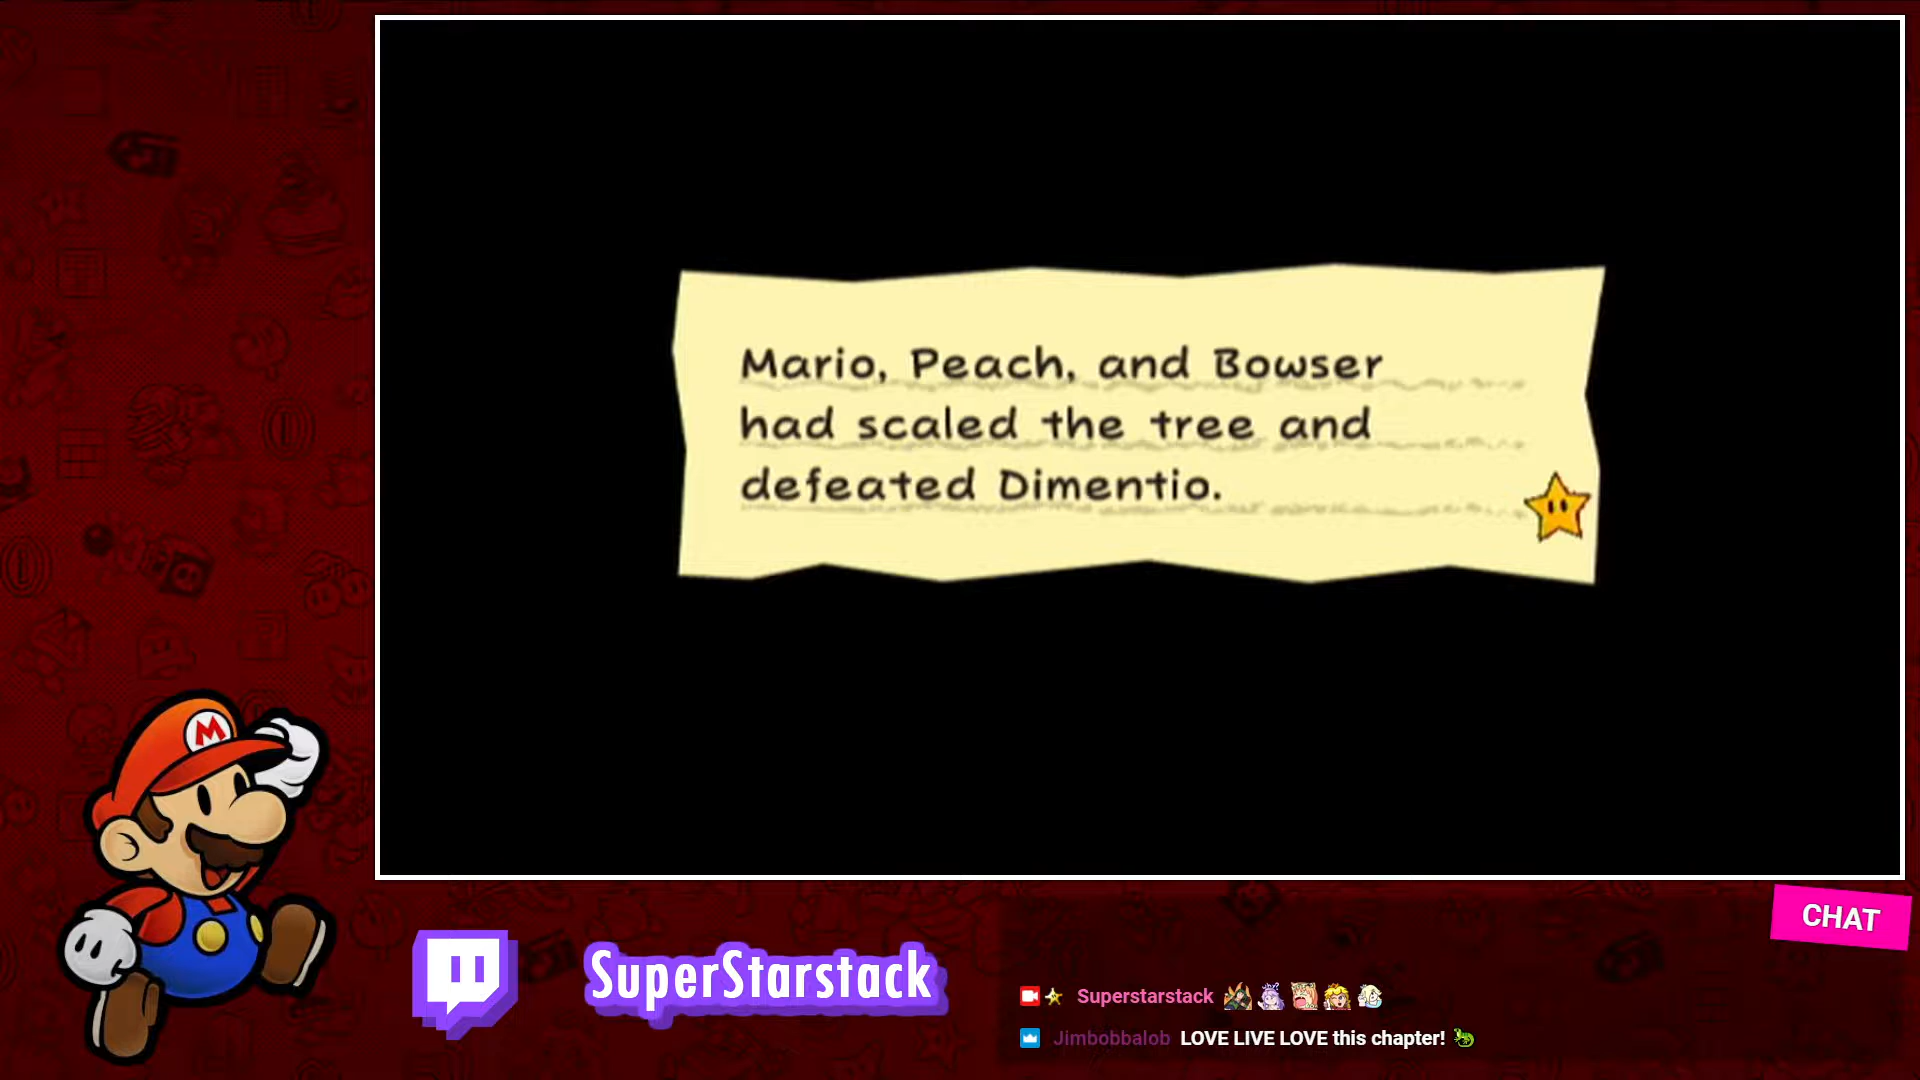 Mario, Peach, and Bowser
had scaled the tree and
defeated Dimentio.
M
CHAT
SuperStarstack
Superstarstack
Jimbobbalob LOVE LIVE LOVE this chapter!